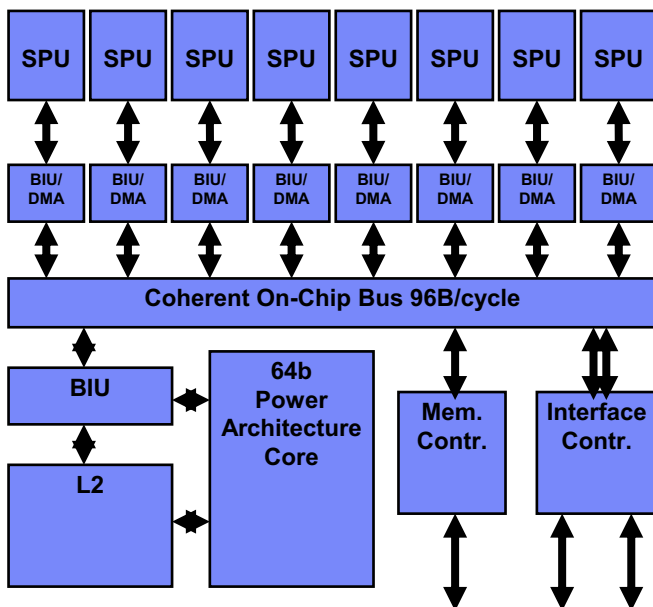 SPU SPU SPU SPU SPU SPU SPU SPU
BIU/ BIU/ BIU/ BIU/ BIU/ BIU/ BIU/ BIU/
DMA DMA DMA DMA DMA DMA DMA DMA
Coherent On-Chip Bus 96B/cycle
BIU
L2
64b
Power
Architecture
Core
Mem.
Contr.
Interface
Contr.